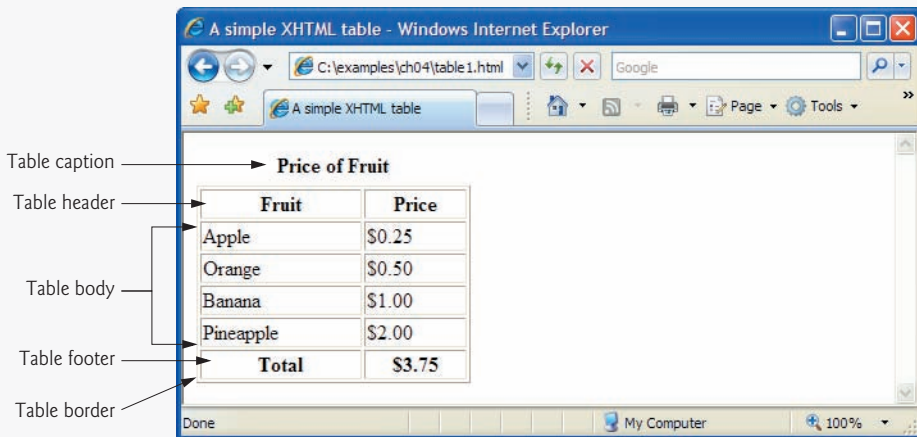 A simple XHTML table - Windows Internet Explorer
C:\examples\ch04\table1.html
Google
A simple XHTML table
Page
Tools
»
Table caption
Price of Fruit
Table header
Fruit Price
Apple $0.25
Orange $0.50
Table body
Banana $1.00
Pineapple $2.00
Table footer
Total $3.75
Table border
Done
My Computer
100%